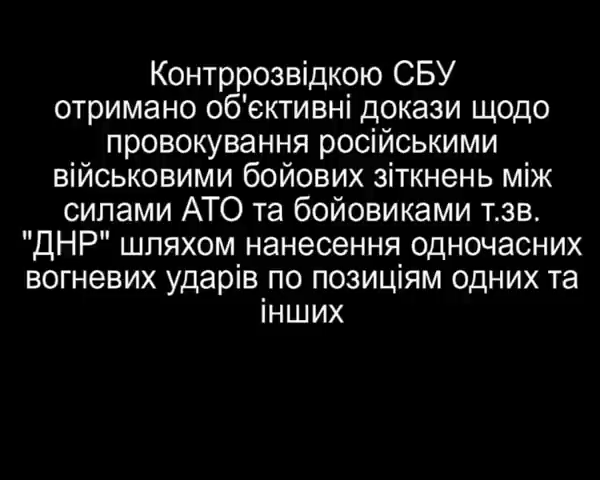 Контррозвідкою СБУ
отримано об'єктивні докази щодо
провокування російськими
військовими бойових зіткнень між
силами АТО та бойовиками т.зв.
"ДНР" шляхом нанесення одночасних
вогневих ударів по позиціям одних та
інших